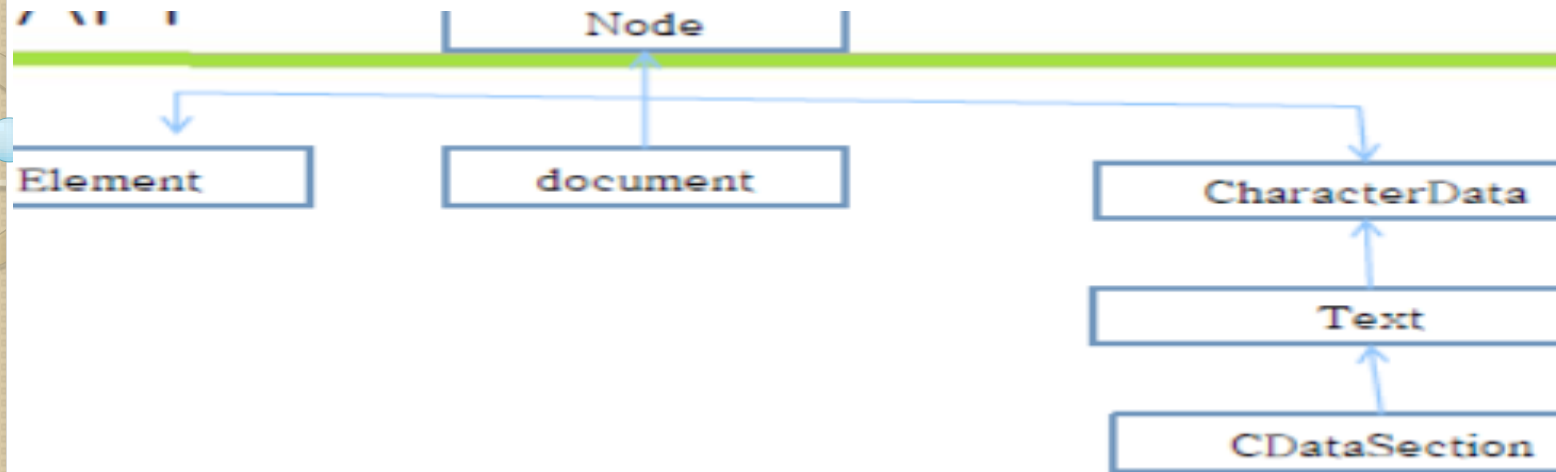 Node
Element
document
CharacterData
Text
CDataSection